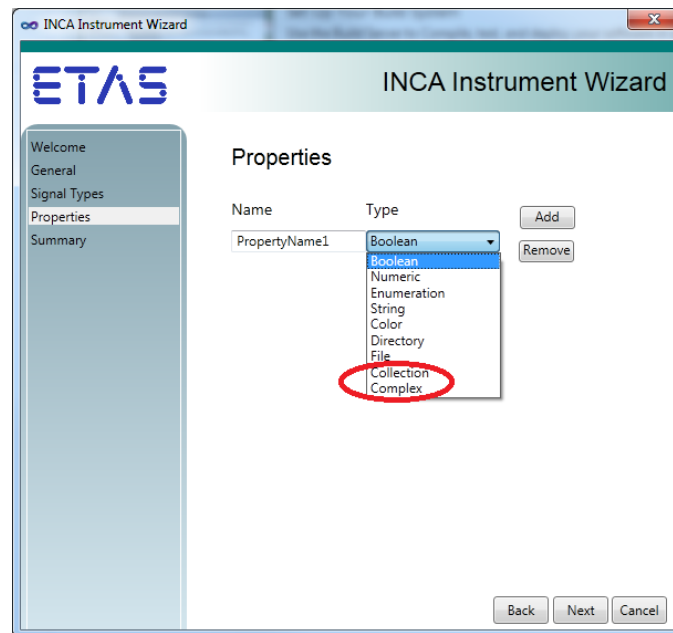 INCA Instrument Wizard
ETAS
INCA Instrument Wizard
Welcome
General
Signal Types
Properties
Summary
Properties
Name Type
Add
PropertyName1 Boolean
Remove
Boolean
Numeric
Enumeration
String
Color
Directory
File
Collection
Complex
Back Next Cancel